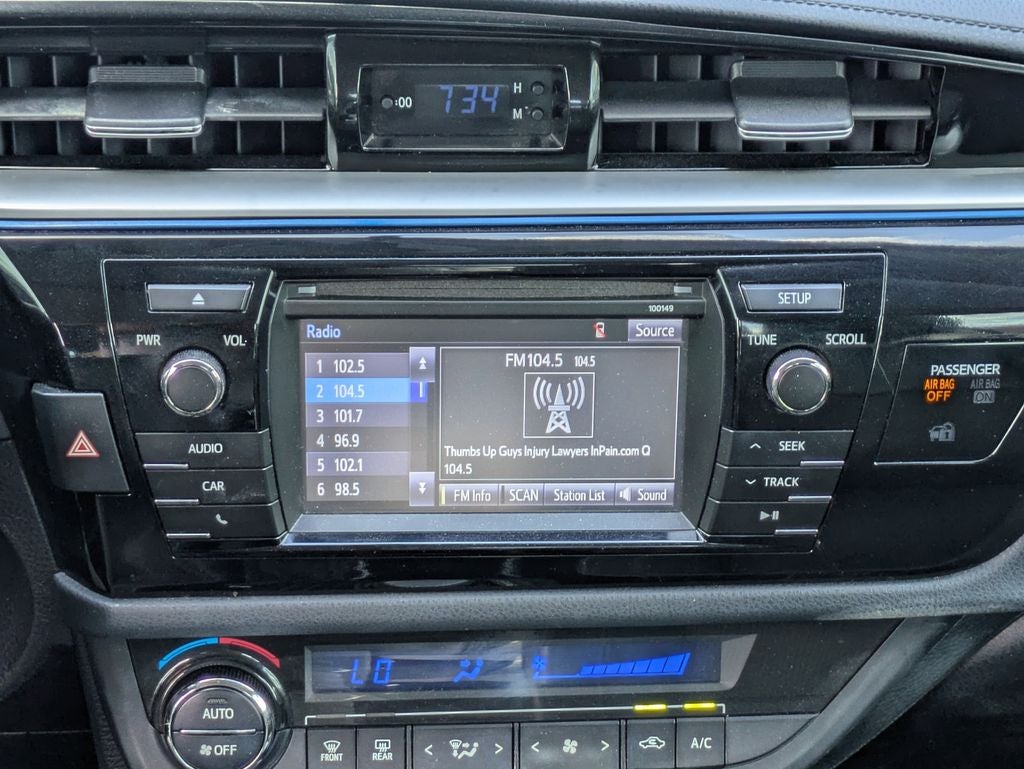 :00 734 H
M
100149
SETUP
PWR VOL
TUNE SCROLL
Radio Source
1 102.5
2 104.5
3 101.7
4 96.9
5 102.1
6 98.5
FM104.5 104.5
Thumbs Up Guys Injury Lawyers InPain.com Q
104.5
FM Info SCAN Station List Sound
AUDIO
CAR
SEEK
TRACK
PASSENGER
AIR BAG AIR BAG
OFF ON
LO
AUTO
OFF
FRONT
REAR
A/C